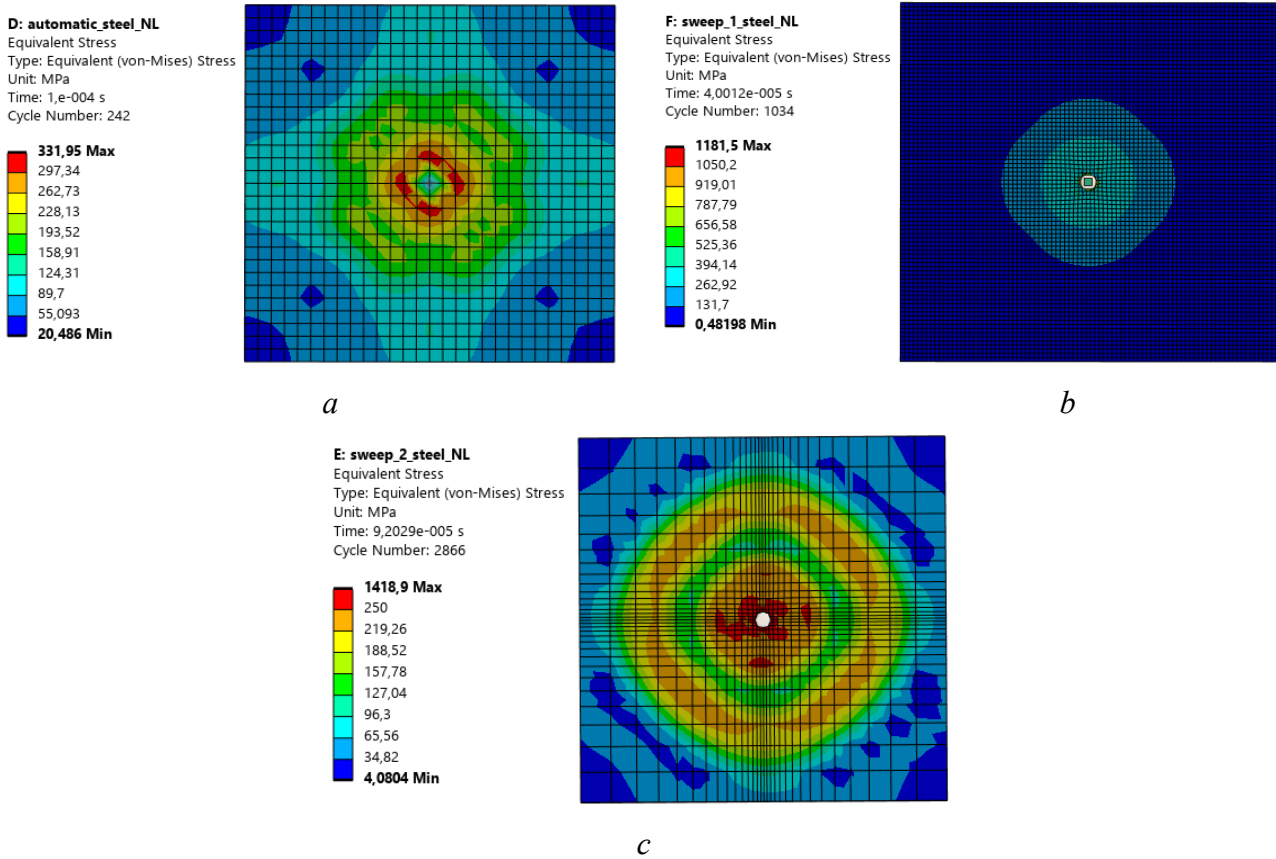 D: automatic_steel_NL
Equivalent Stress
Type: Equivalent (von-Mises) Stress
Unit: MPa
Time: 1,e-004 s
Cycle Number: 242
331,95 Max
297,34
262,73
228,13
193,52
158,91
124,31
89,7
55,093
20,486 Min
a
F: sweep_1_steel_NL
Equivalent Stress
Type: Equivalent (von-Mises) Stress
Unit: MPa
Time: 4,0012e-005 s
Cycle Number: 1034
1181,5 Max
1050,2
919,01
787,79
656,58
525,36
394,14
262,92
131,7
0,48198 Min
b
E: sweep_2_steel_NL
Equivalent Stress
Type: Equivalent (von-Mises) Stress
Unit: MPa
Time: 9,2029e-005 s
Cycle Number: 2866
1418,9 Max
250
219,26
188,52
157,78
127,04
96,3
65,56
34,82
4,0804 Min
c